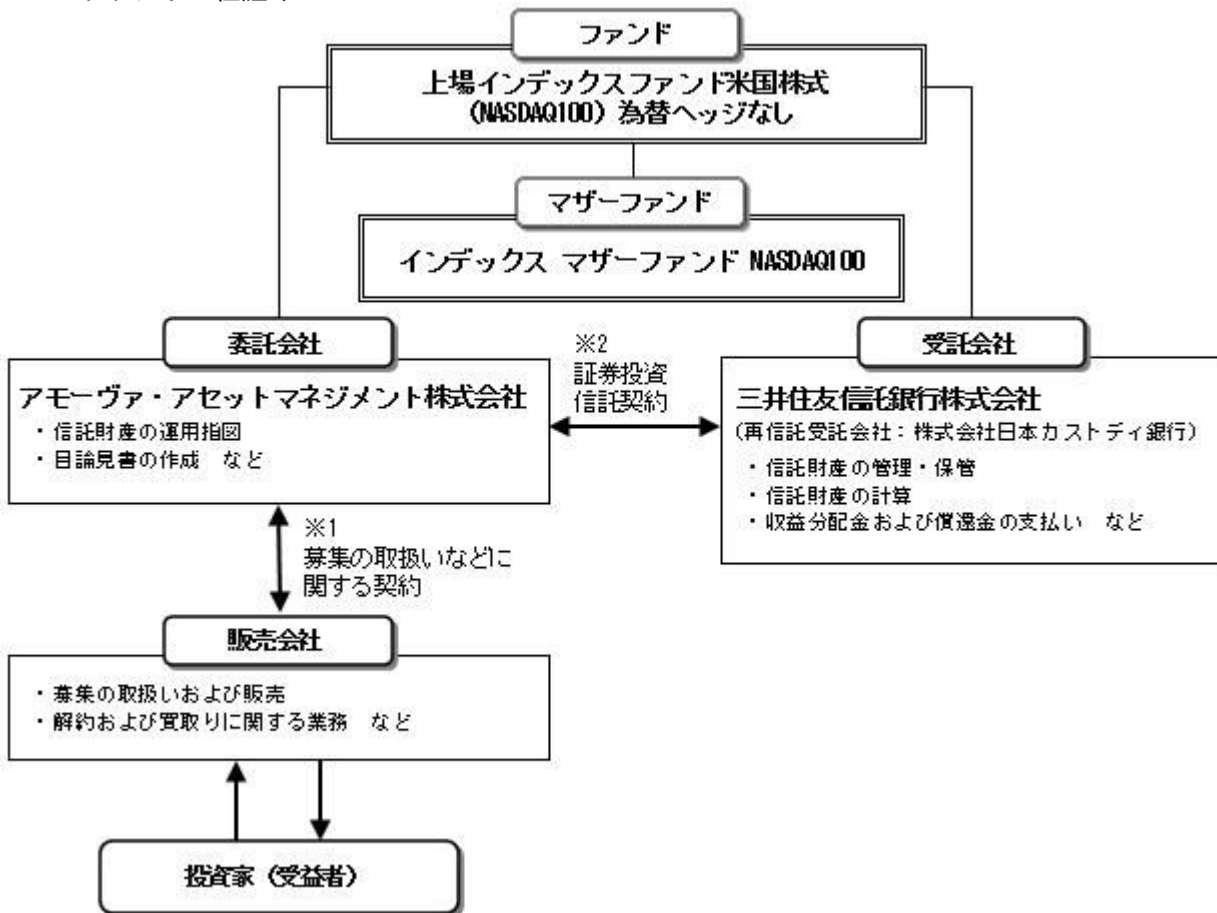 ファンド
上場インデックスファンド米国株式
(NASDAQ100) 為替ヘッジなし
マザーファンド
インデックス マザーファンド NASDAQ100
委託会社
アモーヴァ・アセットマネジメント株式会社
・信託財産の運用指図
・目論見書の作成　など
※2
証券投資
信託契約
受託会社
三井住友信託銀行株式会社
(再信託受託会社：株式会社日本カストディ銀行)
・信託財産の管理・保管
・信託財産の計算
・収益分配金および償還金の支払い　など
※1
募集の取扱いなどに
関する契約
販売会社
・募集の取扱いおよび販売
・解約および買取りに関する業務　など
投資家（受益者）